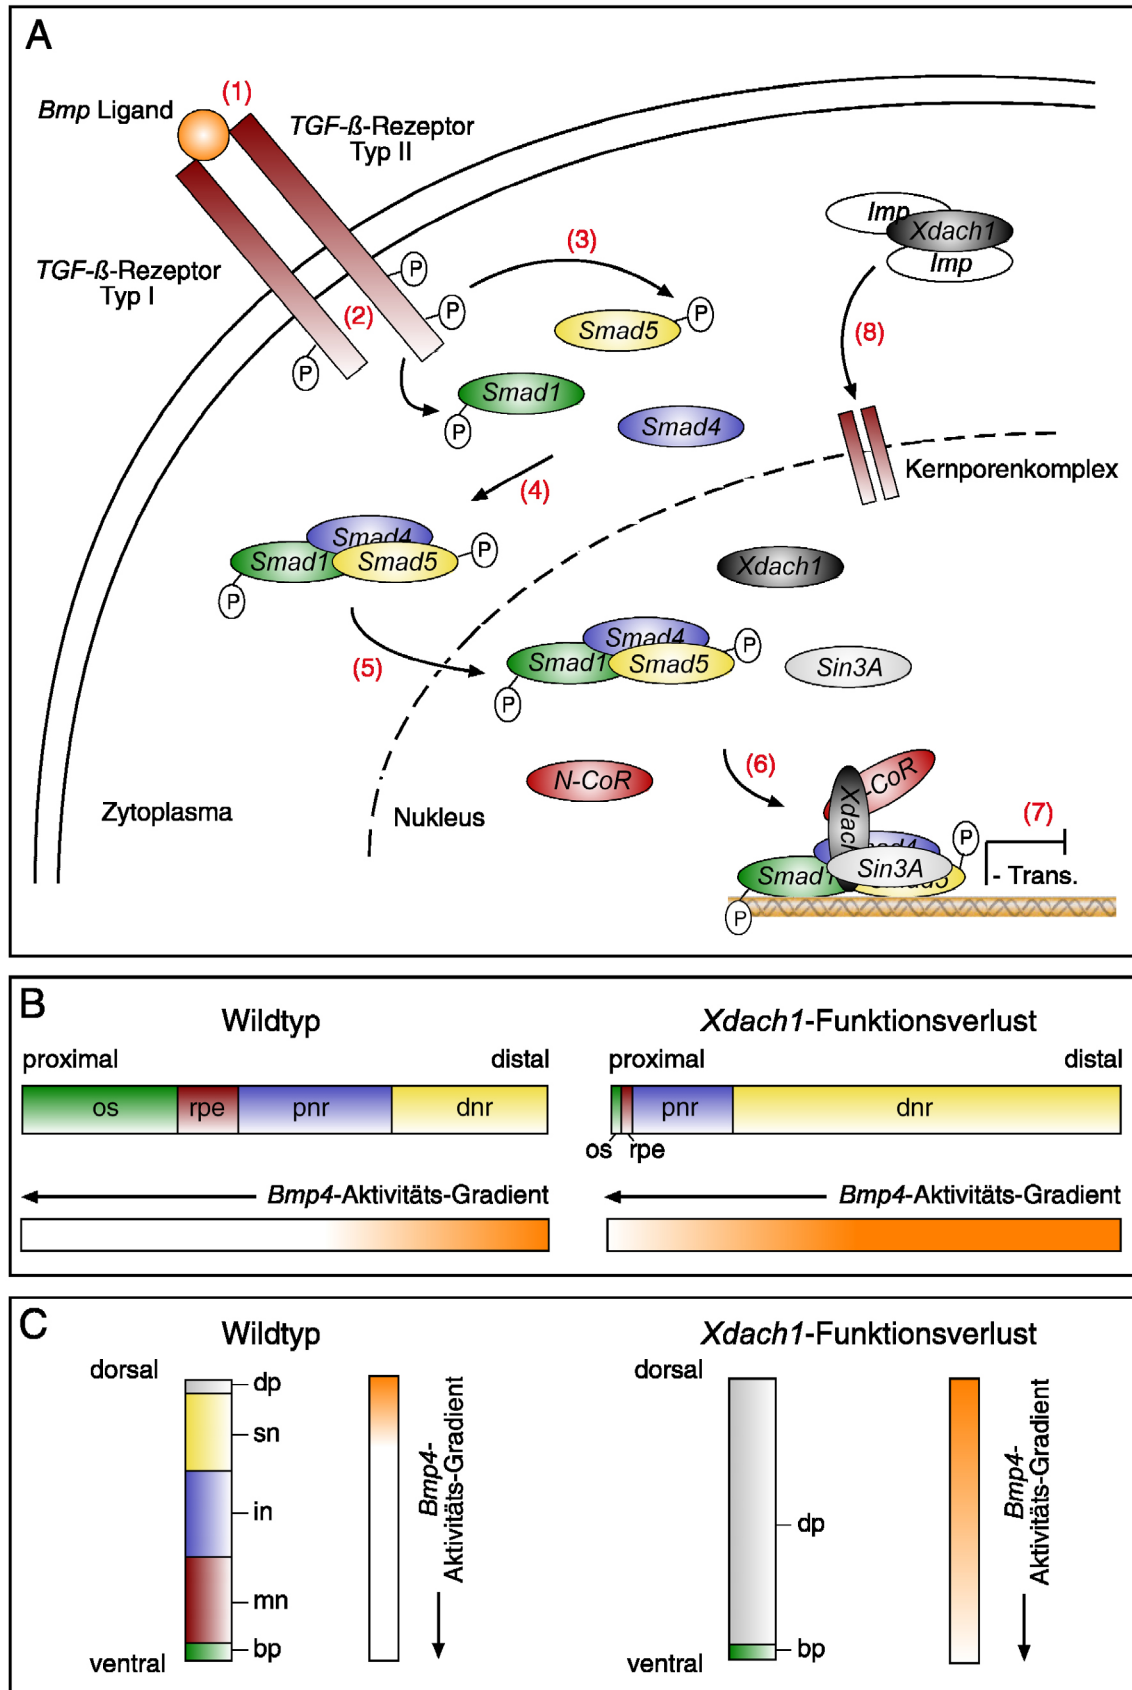 A
(1)
Bmp Ligand
TGF-ß-Rezeptor
Typ II
TGF-ß-Rezeptor
Typ I
(2)
P
P
P
(3)
Smad5
P
Smad1
P
Smad4
Imp
Xdach1
Imp
(8)
Kernporenkomplex
(4)
Smad4
Smad1
Smad5
P
P
(5)
Xdach1
Smad4
Smad1
Smad5
P
P
Sin3A
N-CoR
(6)
Zytoplasma
Nukleus
-CoR
Xdach
Smad1
Sin3A
P
P
(7)
- Trans.
B
Wildtyp
Xdach1-Funktionsverlust
proximal
distal
proximal
distal
os
rpe
pnr
dnr
pnr
dnr
os
rpe
Bmp4-Aktivitäts-Gradient
Bmp4-Aktivitäts-Gradient
C
Wildtyp
Xdach1-Funktionsverlust
dorsal
dp
sn
in
mn
bp
ventral
Bmp4-
Aktivitäts-Gradient
dorsal
dp
bp
ventral
Bmp4-
Aktivitäts-Gradient